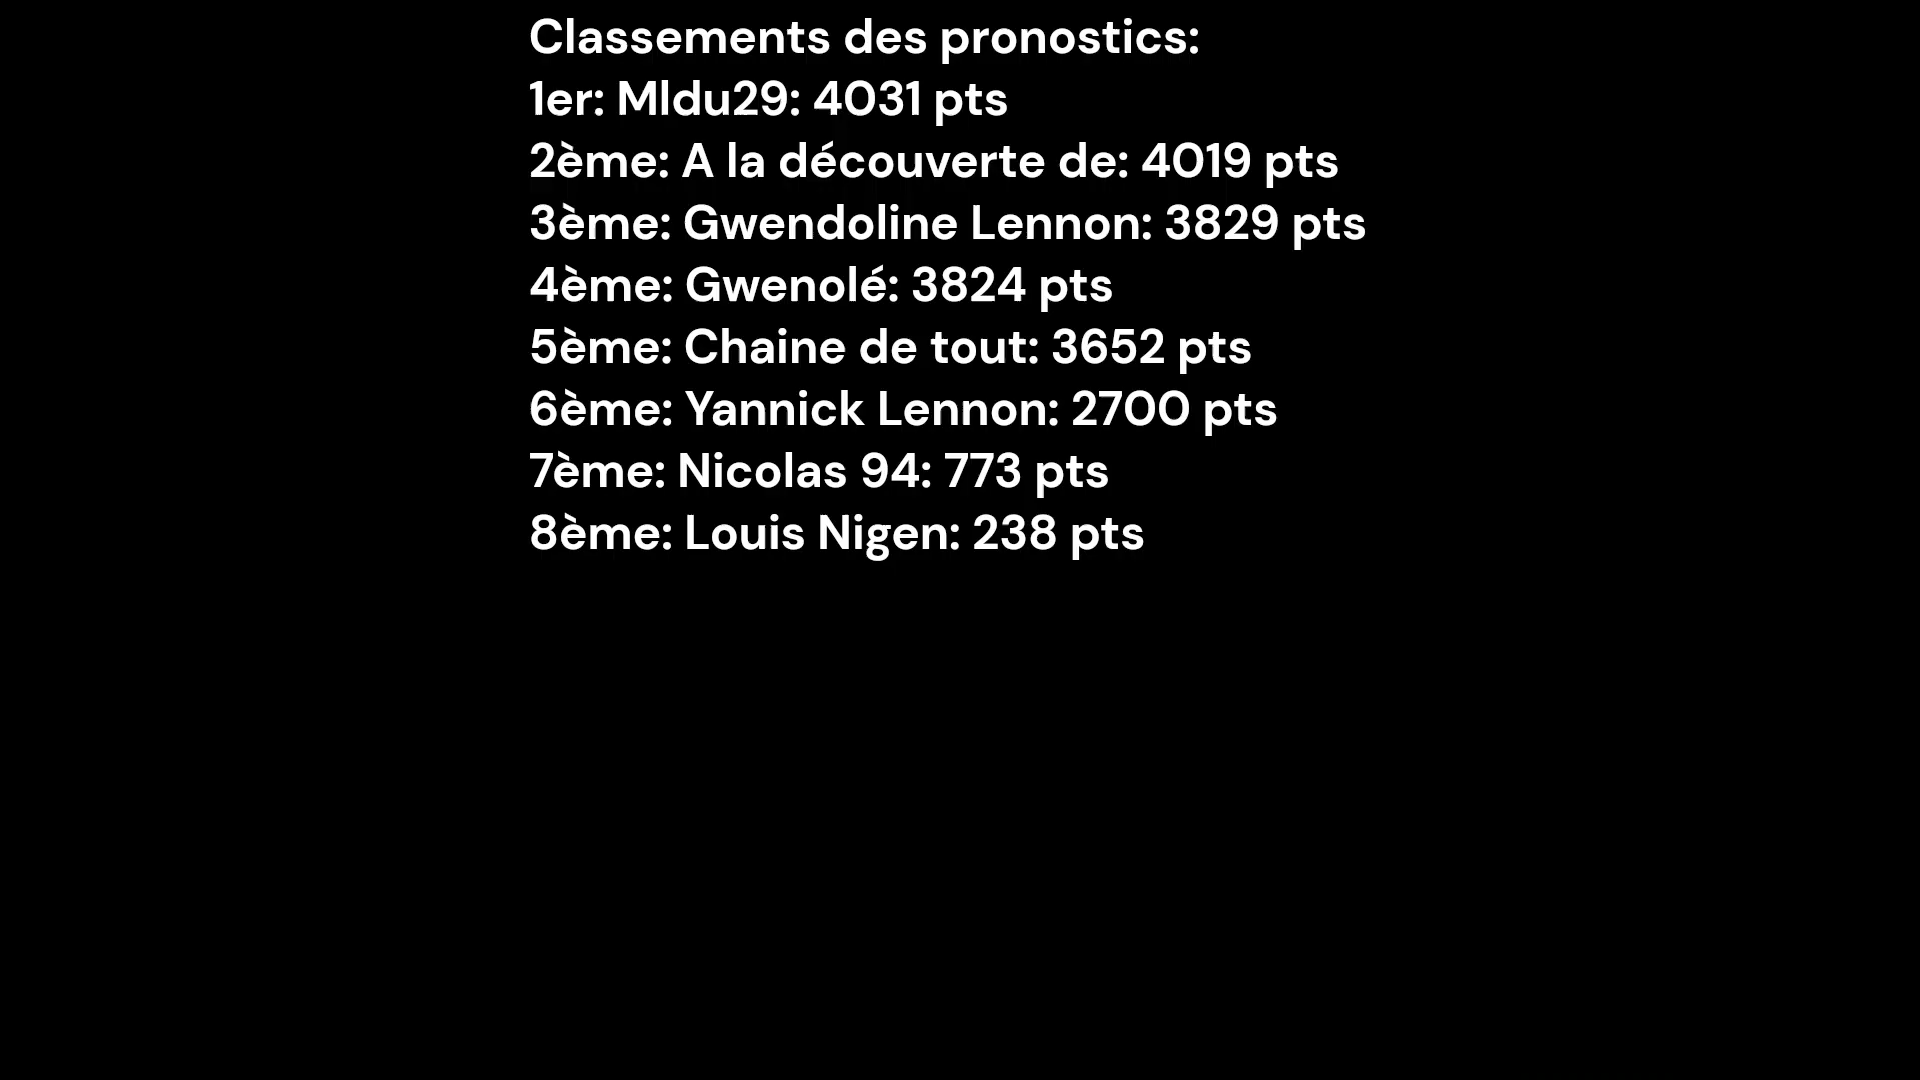 Classements des pronostics:
1er: Mldu29: 4031 pts
2ème: A la découverte de: 4019 pts
3ème: Gwendoline Lennon: 3829 pts
4ème: Gwenolé: 3824 pts
5ème: Chaine de tout: 3652 pts
6ème: Yannick Lennon: 2700 pts
7ème: Nicolas 94: 773 pts
8ème: Louis Nigen: 238 pts